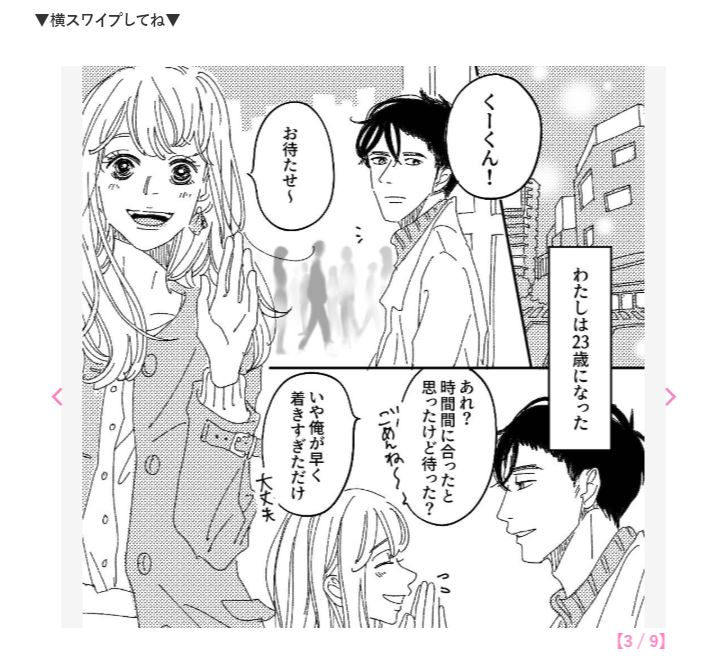 ▼横スワイプしてね▼
わたしは23歳になった
くーくん！
お待たせ～
あれ？
時間間に合ったと
思ったけど待った？
ごめんね～
いや俺が早く
着きすぎただけ
大丈夫
【3 / 9】